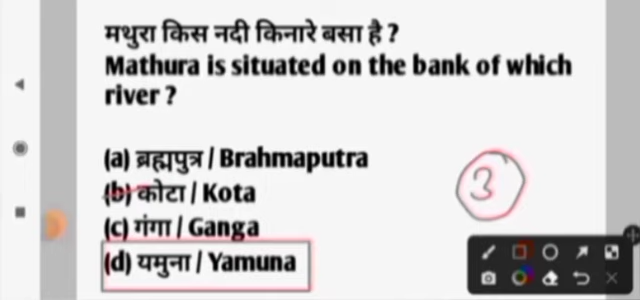 मथुरा किस नदी किनारे बसा है ?
Mathura is situated on the bank of which
river ?
(a) ब्रह्मपुत्र / Brahmaputra
(b) कोटा / Kota
(c) गंगा / Ganga
(d) यमुना / Yamuna
3